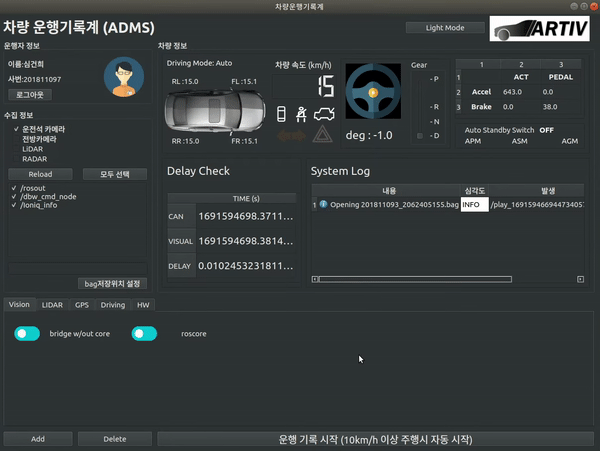 차량운행기록계
차량 운행기록계 (ADMS)
Light Mode
ARTIV
운행자 정보
이름:심건희
사번:201811097
로그아웃
수집 정보
✓ 운전석 카메라
전방카메라
LiDAR
RADAR
Reload
모두 선택
✓ /rosout
✓ /dbw_cmd_node
✓ /Ioniq_info
bag저장위치 설정
차량 정보
Driving Mode: Auto
RL :15.0
FL :15.1
RR :15.1
FR :15.1
차량 속도 (km/h)
15
deg : -1.0
Gear
- P
- R
- N
- D
1 2 3
1 ACT PEDAL
2 Accel 643.0 0.0
3 Brake 0.0 38.0
Auto Standby Switch OFF
APM ASM AGM
Delay Check
TIME (s)
CAN 1691594698.3711...
VISUAL 1691594698.3814...
DELAY 0.0102453231811...
System Log
내용 심각도 발생
1 Opening 201811093_2062405155.bag INFO /play_169159466944734057
Vision LIDAR GPS Driving HW
bridge w/out core
roscore
Add
Delete
운행 기록 시작 (10km/h 이상 주행시 자동 시작)